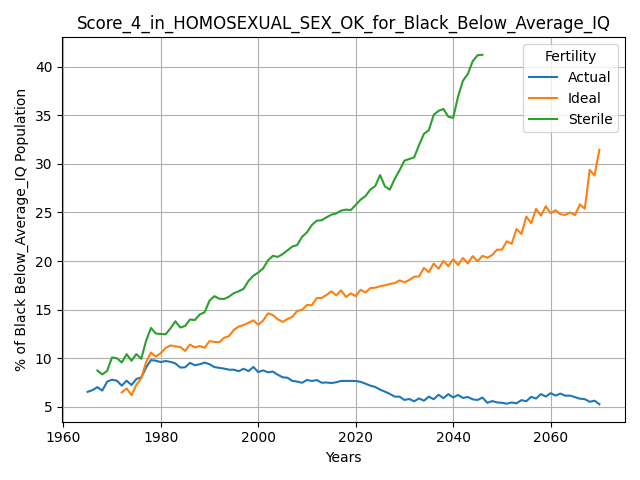 Score_4_in_HOMOSEXUAL_SEX_OK_for_Black_Below_Average_IQ
% of Black Below_Average_IQ Population
40
35
30
25
20
15
10
5
Fertility
Actual
Ideal
Sterile
1960
1980
2000
2020
2040
2060
Years